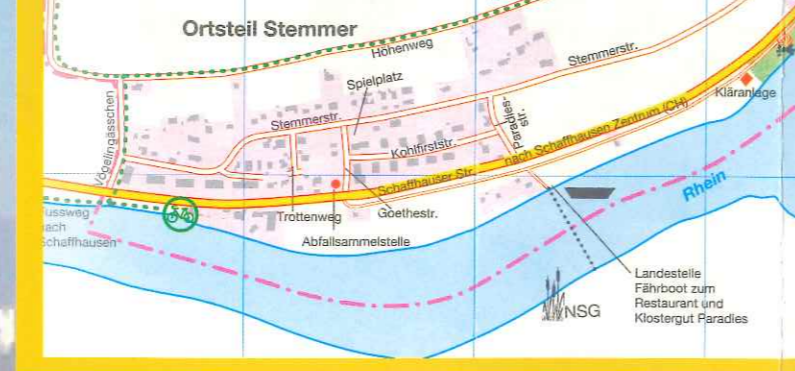 Ortsteil Stemmer
Höhenweg
Stemmerstr.
Spielplatz
Kläranlage
Vögelingässchen
Stemmerstr.
Paradies-
str.
Kohlfirststr.
nach Schaffhausen Zentrum (CH)
Schaffhauser Str.
Rhein
Fussweg
nach
Schaffhausen
Trottenweg
Goethestr.
Abfallsammelstelle
Landestelle
Fährboot zum
Restaurant und
Klostergut Paradies
NSG